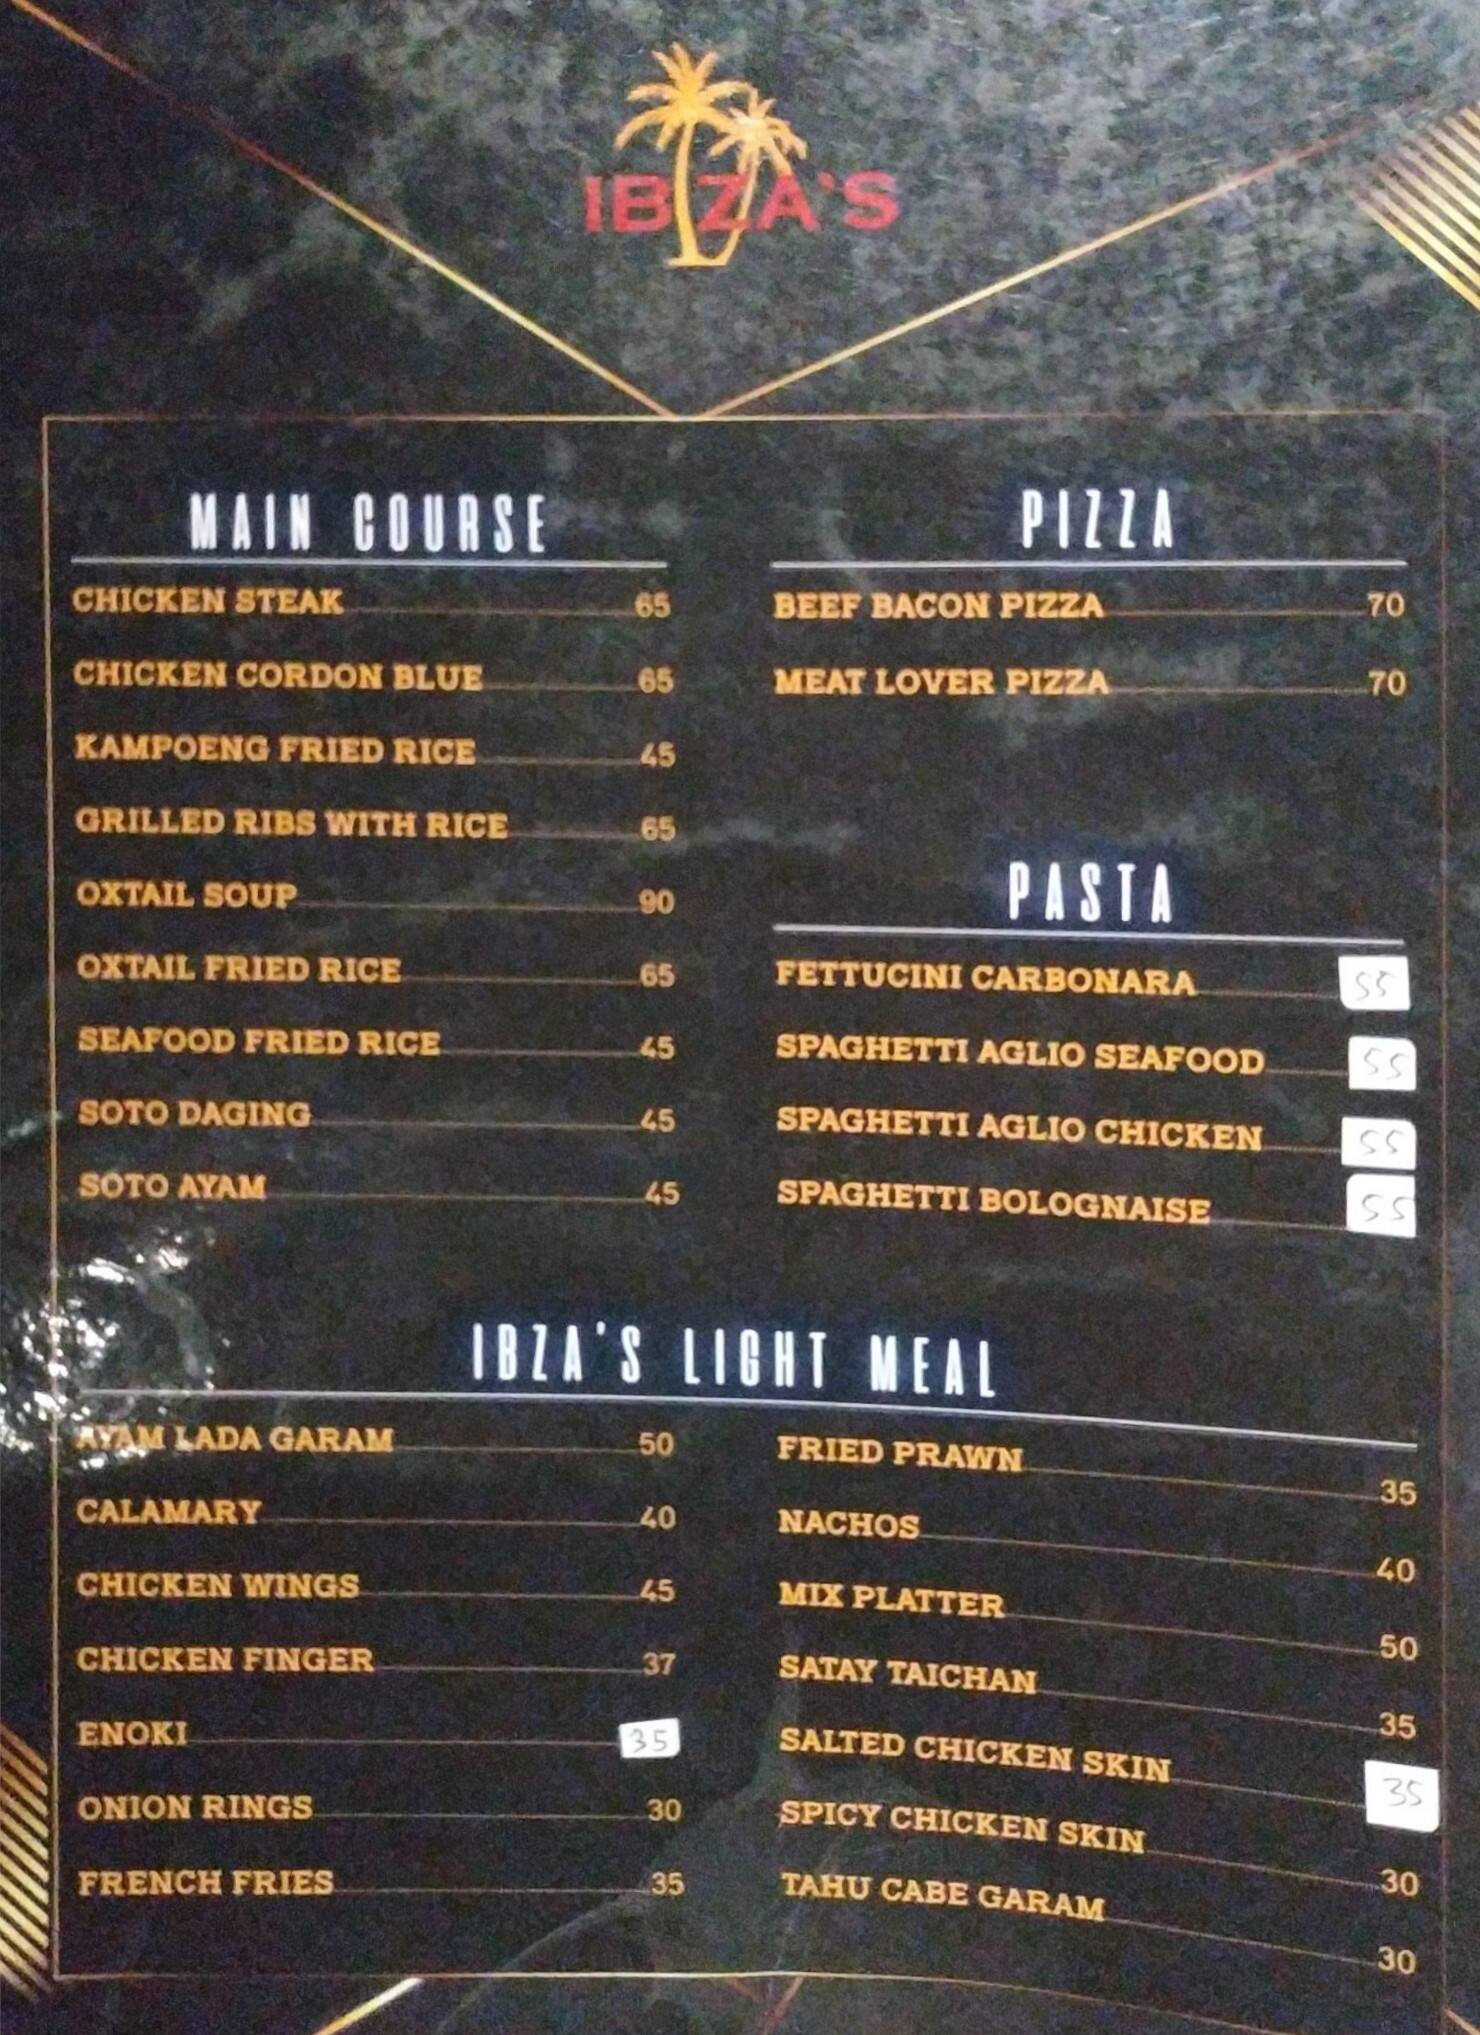 IBIZA'S
MAIN COURSE
CHICKEN STEAK 65
CHICKEN CORDON BLUE 65
KAMPOENG FRIED RICE 45
GRILLED RIBS WITH RICE 65
OXTAIL SOUP 90
OXTAIL FRIED RICE 65
SEAFOOD FRIED RICE 45
SOTO DAGING 45
SOTO AYAM 45
PIZZA
BEEF BACON PIZZA 70
MEAT LOVER PIZZA 70
PASTA
FETTUCINI CARBONARA 55
SPAGHETTI AGLIO SEAFOOD 55
SPAGHETTI AGLIO CHICKEN 55
SPAGHETTI BOLOGNAISE 55
IBZA'S LIGHT MEAL
AYAM LADA GARAM 50
CALAMARY 40
CHICKEN WINGS 45
CHICKEN FINGER 37
ENOKI 35
ONION RINGS 30
FRENCH FRIES 35
FRIED PRAWN 35
NACHOS 40
MIX PLATTER 50
SATAY TAICHAN 35
SALTED CHICKEN SKIN 35
SPICY CHICKEN SKIN 30
TAHU CABE GARAM 30